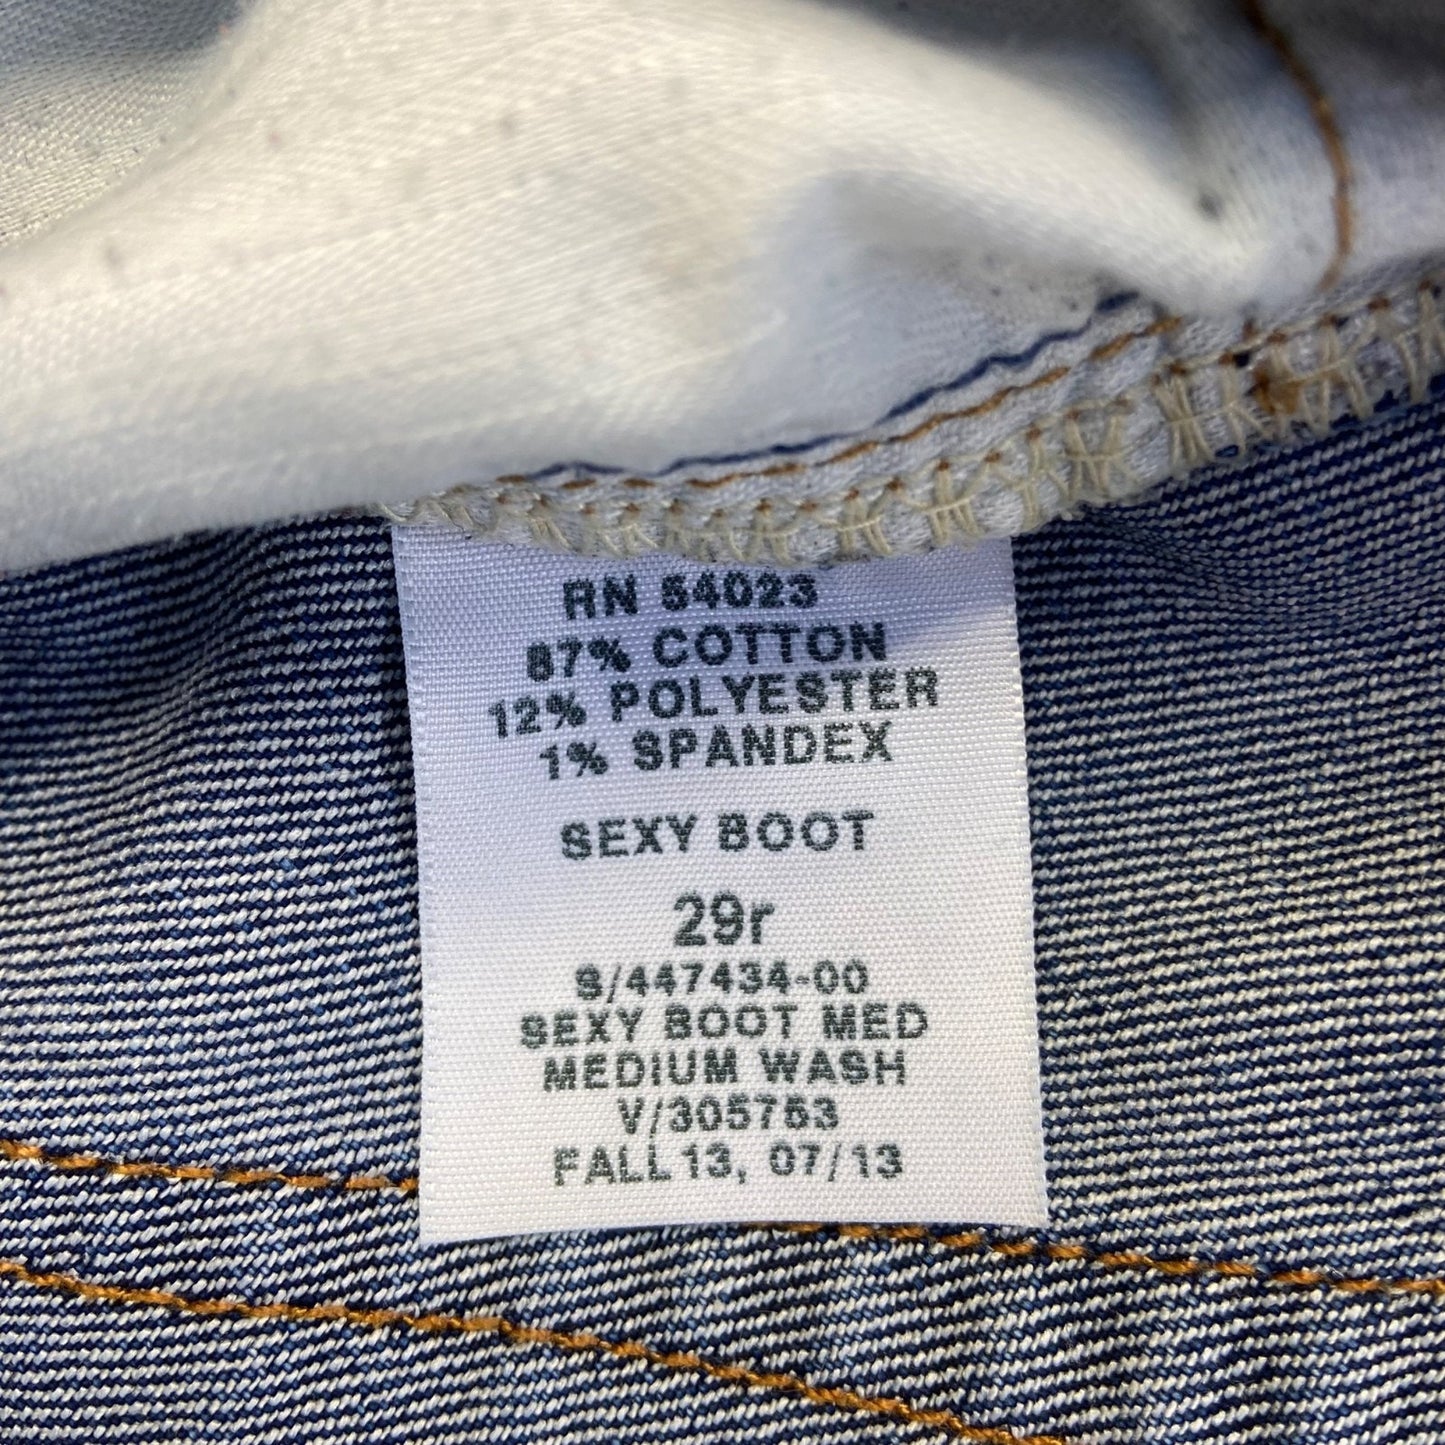 RN 54023
87% COTTON
12% POLYESTER
1% SPANDEX
SEXY BOOT
29r
S/447434-00
SEXY BOOT MED
MEDIUM WASH
V/305753
FALL 13, 07/13